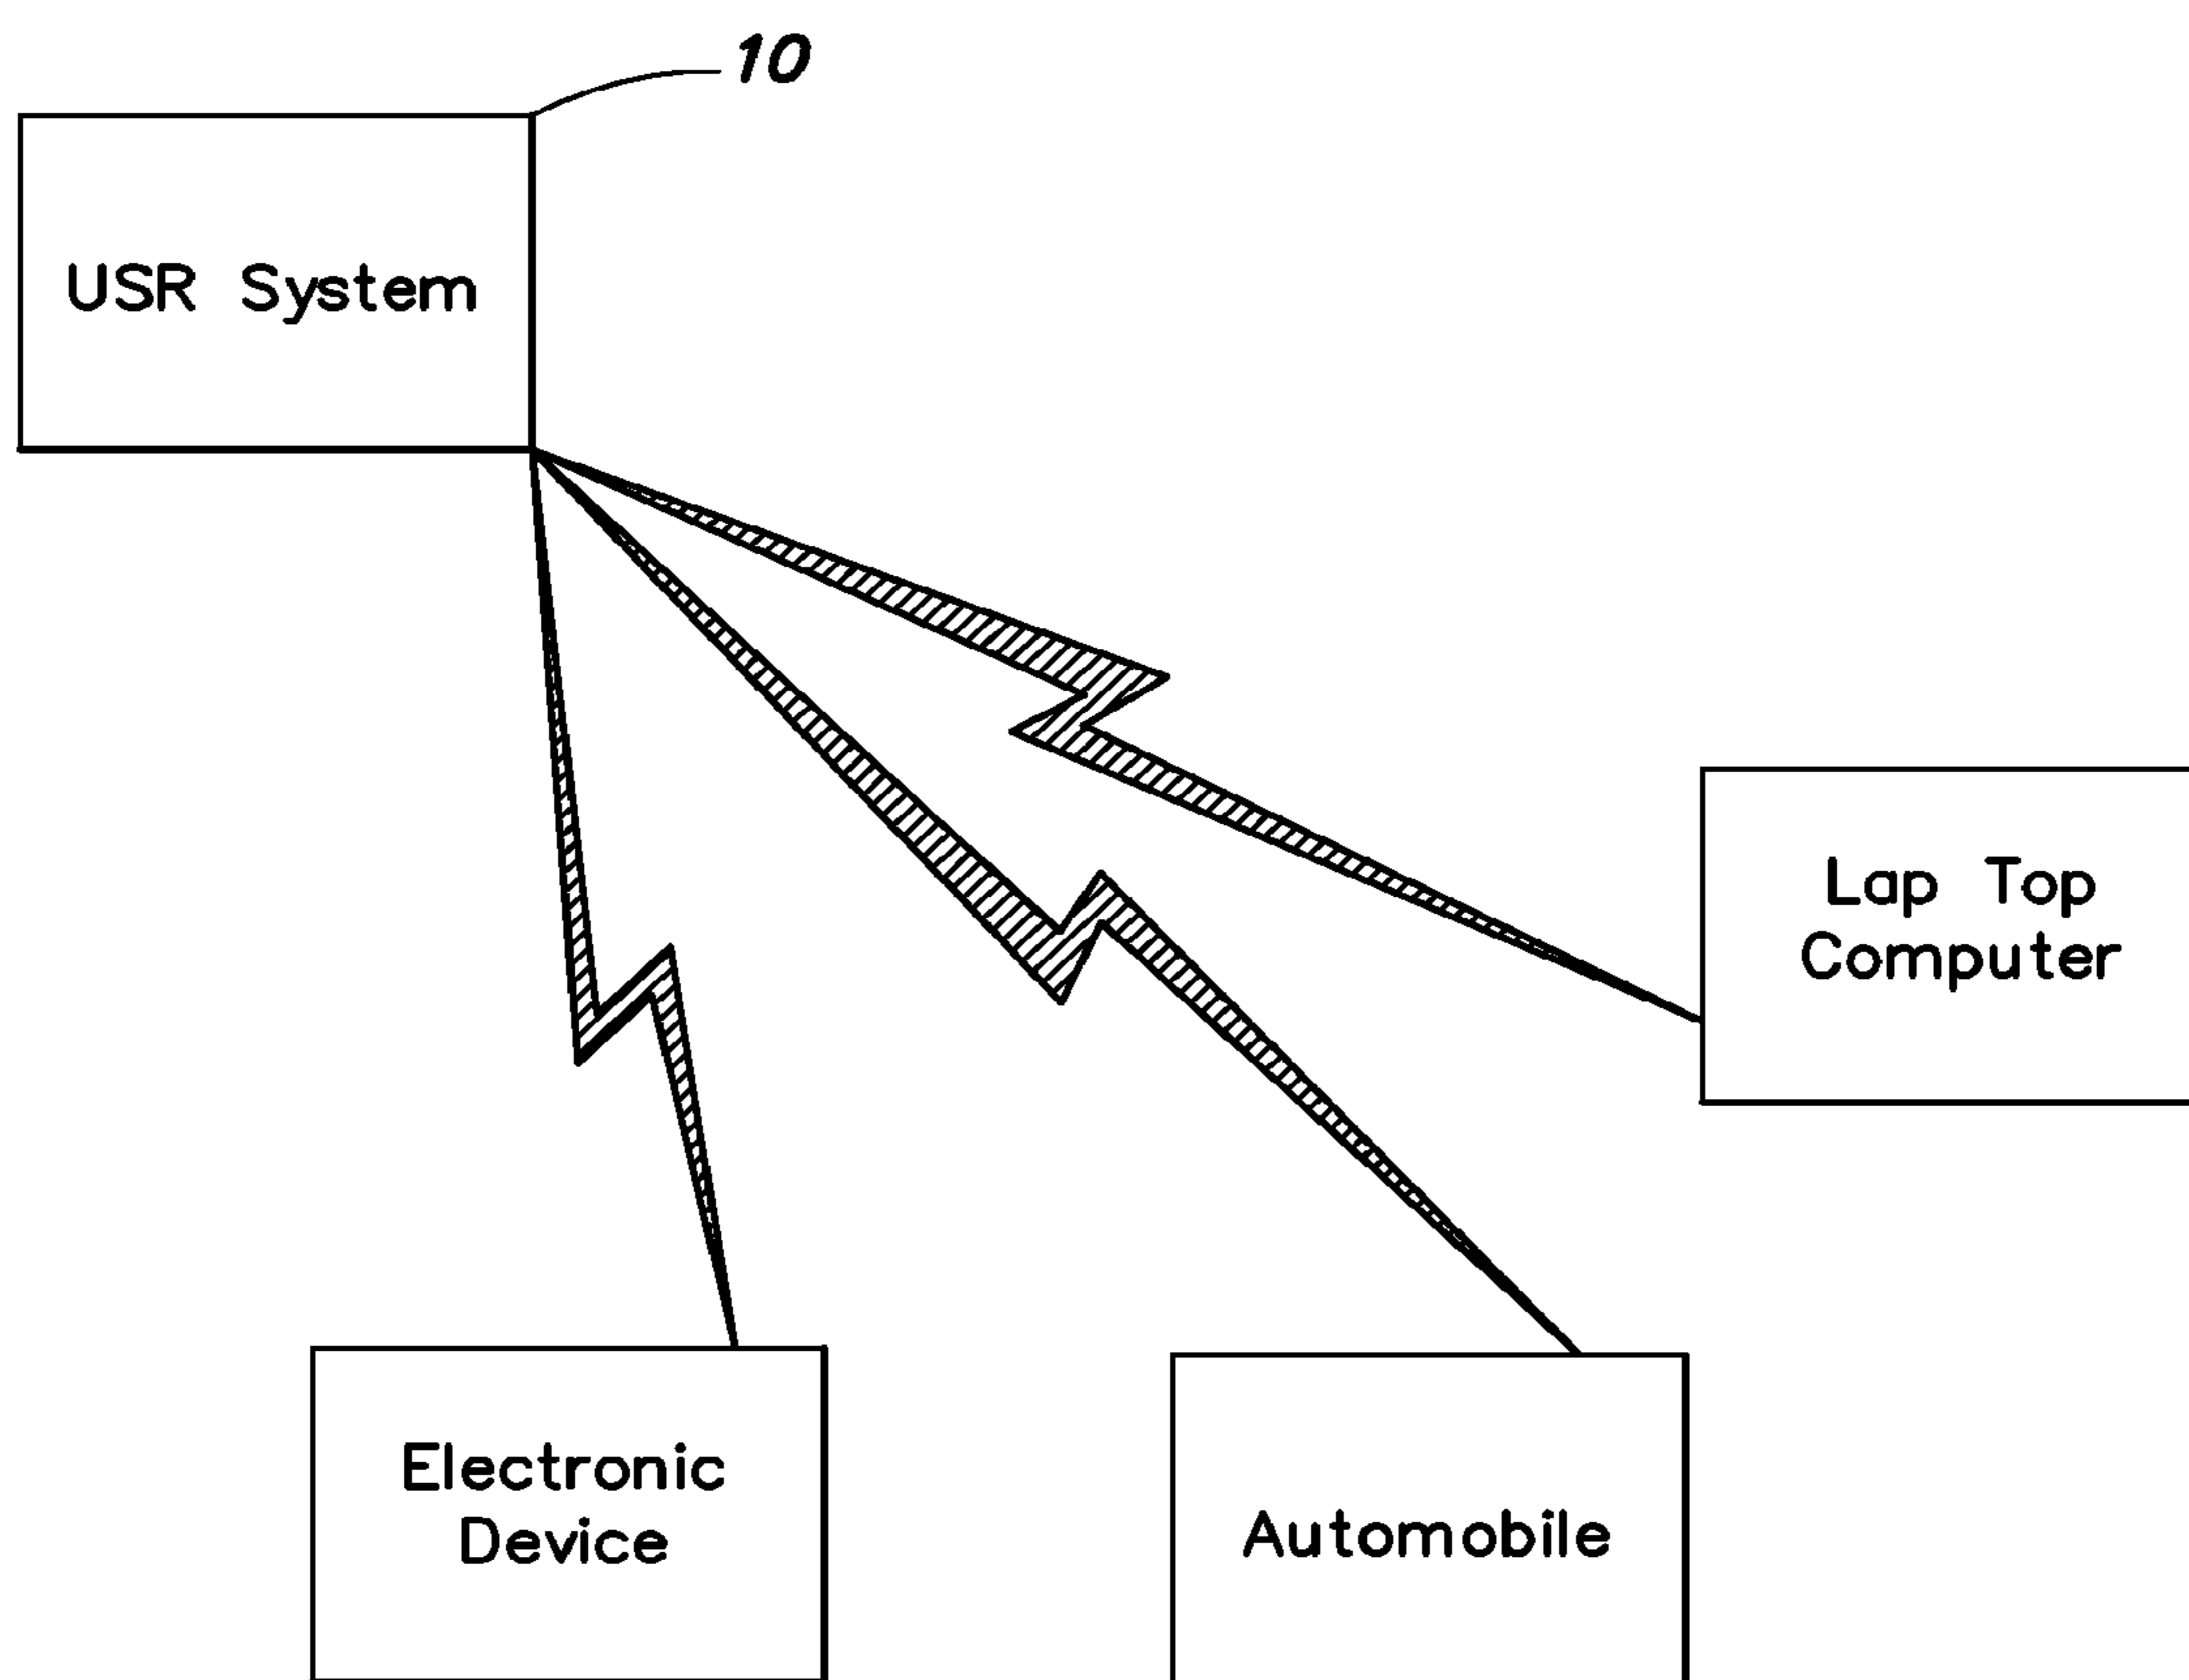 10
USR System
Lap Top
Computer
Electronic
Device
Automobile